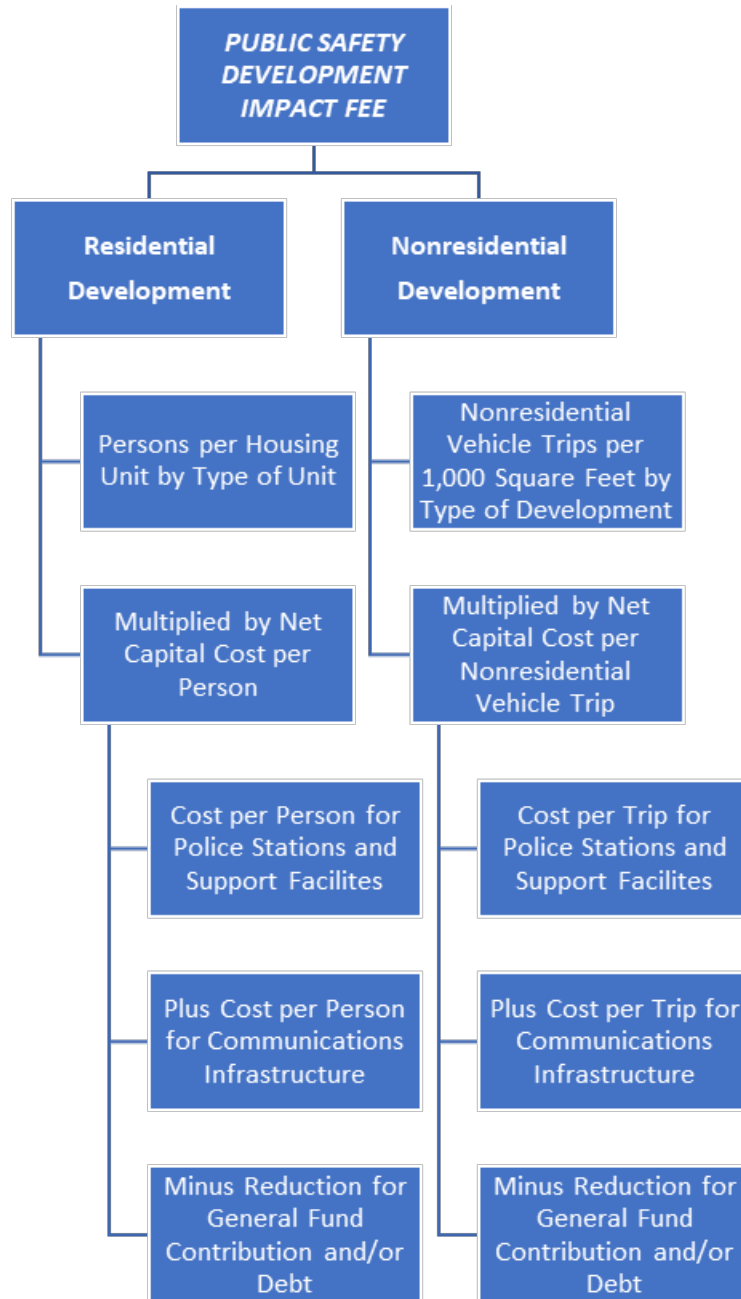 PUBLIC SAFETY
DEVELOPMENT
IMPACT FEE
Residential
Development
Nonresidential
Development
Persons per Housing
Unit by Type of Unit
Nonresidential
Vehicle Trips per
1,000 Square Feet by
Type of Development
Multiplied by Net
Capital Cost per
Person
Multiplied by Net
Capital Cost per
Nonresidential
Vehicle Trip
Cost per Person for
Police Stations and
Support Facilites
Cost per Trip for
Police Stations and
Support Facilites
Plus Cost per Person
for Communications
Infrastructure
Plus Cost per Trip for
Communications
Infrastructure
Minus Reduction for
General Fund
Contribution and/or
Debt
Minus Reduction for
General Fund
Contribution and/or
Debt